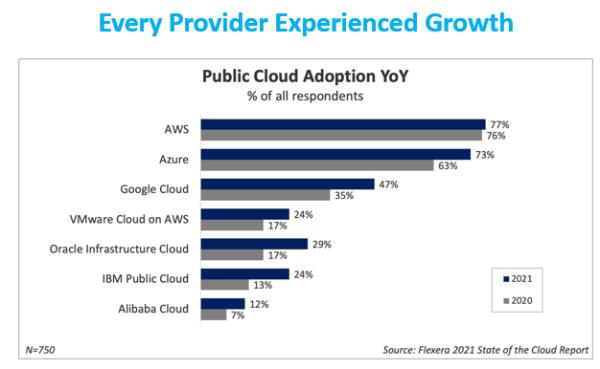 Every Provider Experienced Growth
Public Cloud Adoption YoY
% of all respondents
AWS 77%
76%
Azure 73%
63%
Google Cloud 47%
35%
VMware Cloud on AWS 24%
17%
Oracle Infrastructure Cloud 29%
17%
IBM Public Cloud 24%
13%
Alibaba Cloud 12%
7%
2021
2020
N=750 Source: Flexera 2021 State of the Cloud Report